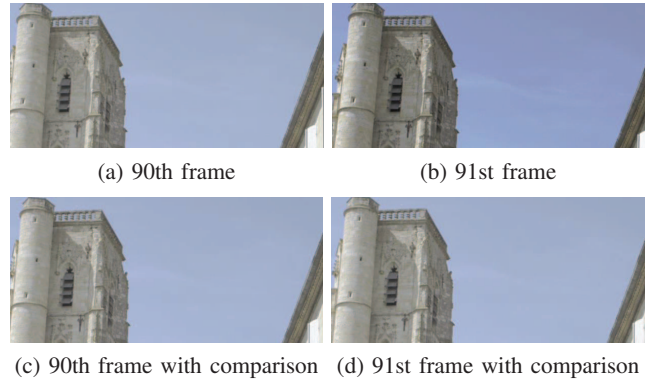 (a) 90th frame
(b) 91st frame
(c) 90th frame with comparison
(d) 91st frame with comparison